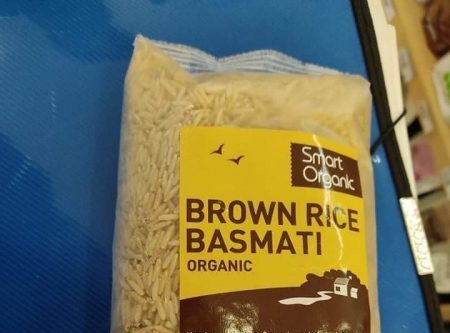 Smart
Organic
BROWN RICE
BASMATI
ORGANIC